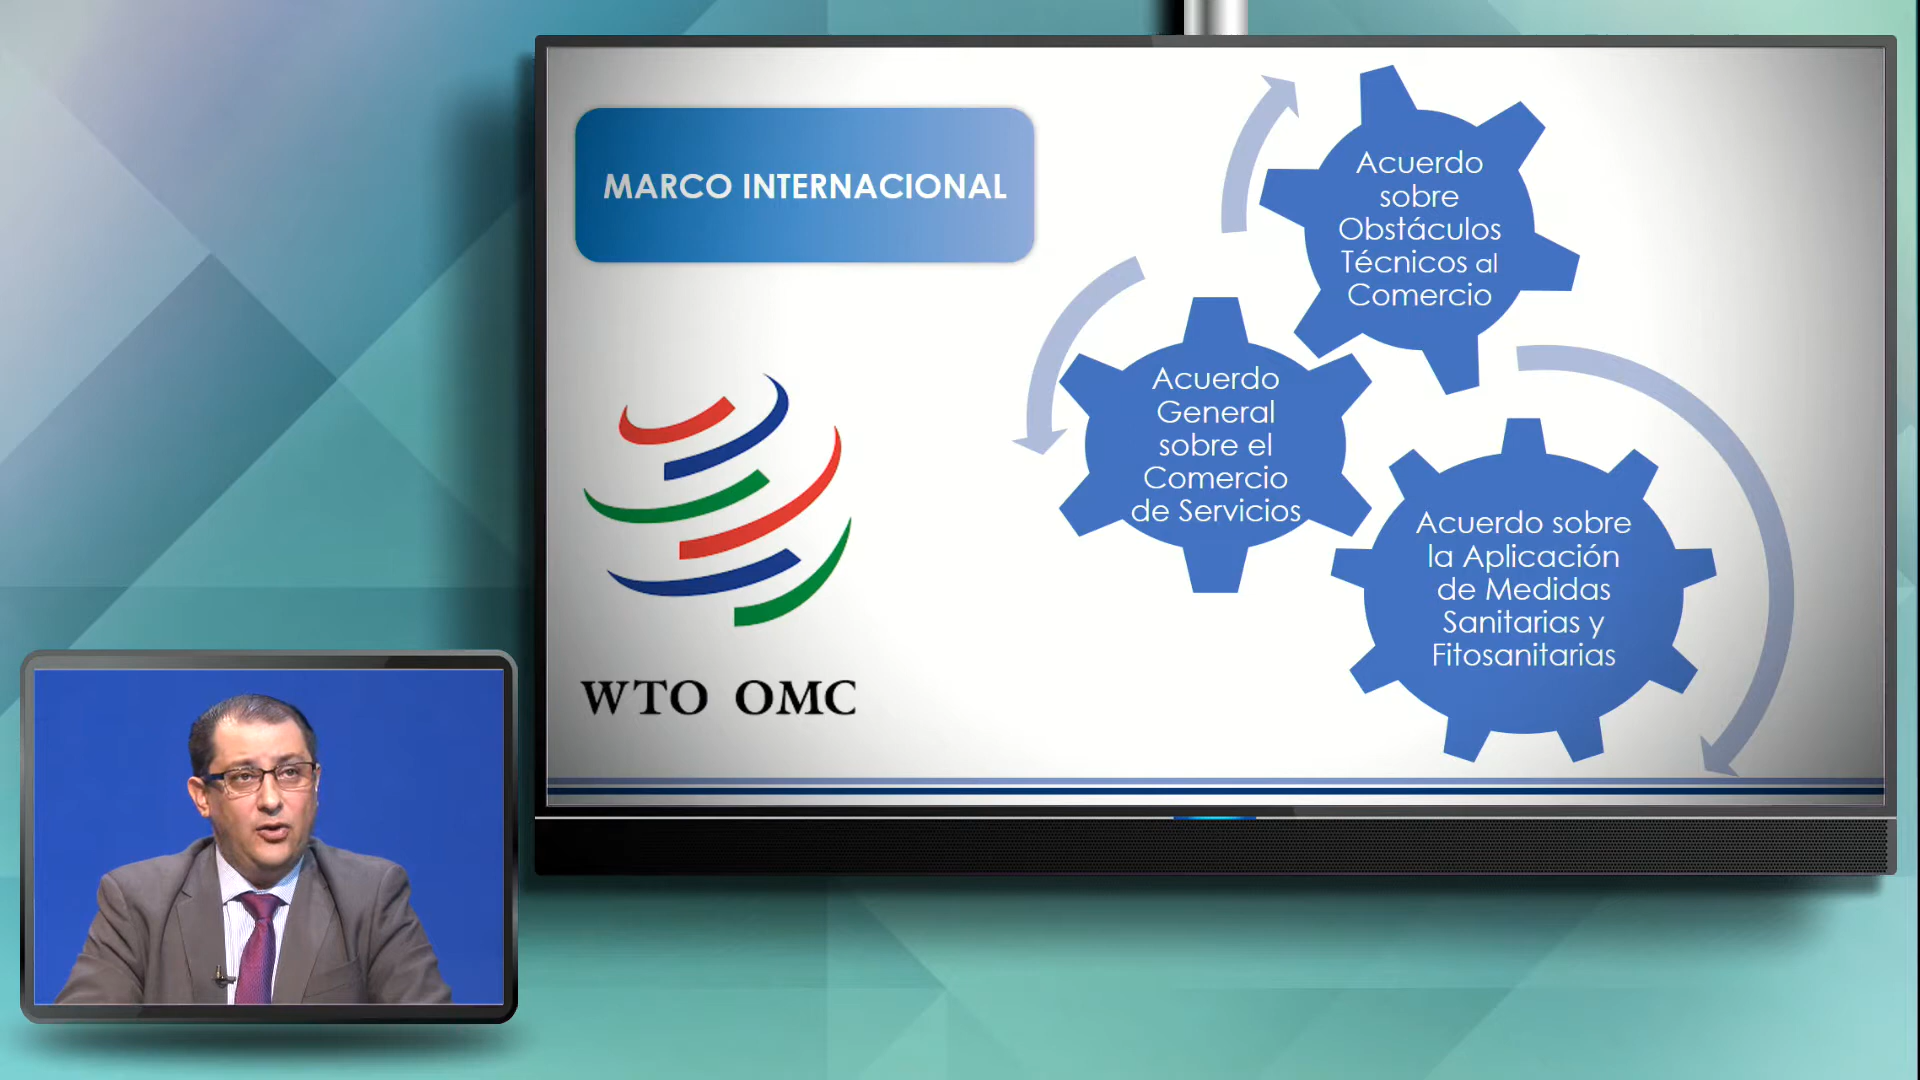 MARCO INTERNACIONAL
Acuerdo
sobre
Obstáculos
Técnicos al
Comercio
Acuerdo
General
sobre el
Comercio
de Servicios
Acuerdo sobre
la Aplicación
de Medidas
Sanitarias y
Fitosanitarias
WTO OMC